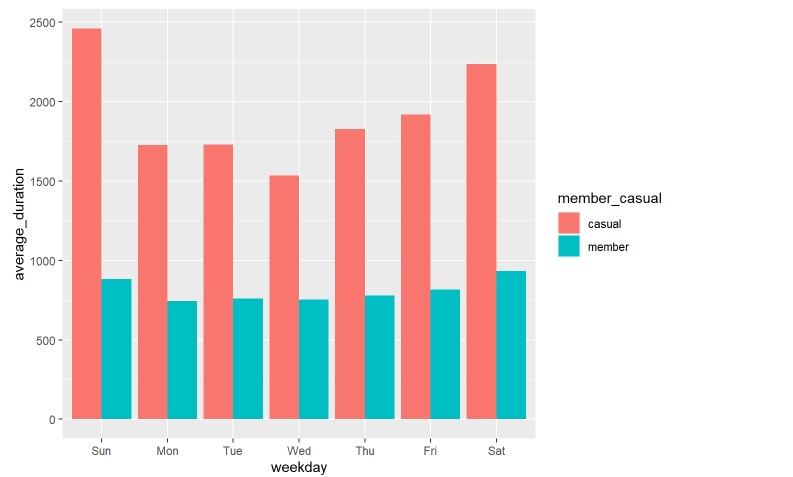 2500
2000
1500
1000
500
0
average_duration
Sun Mon Tue Wed Thu Fri Sat
weekday
member_casual
casual
member